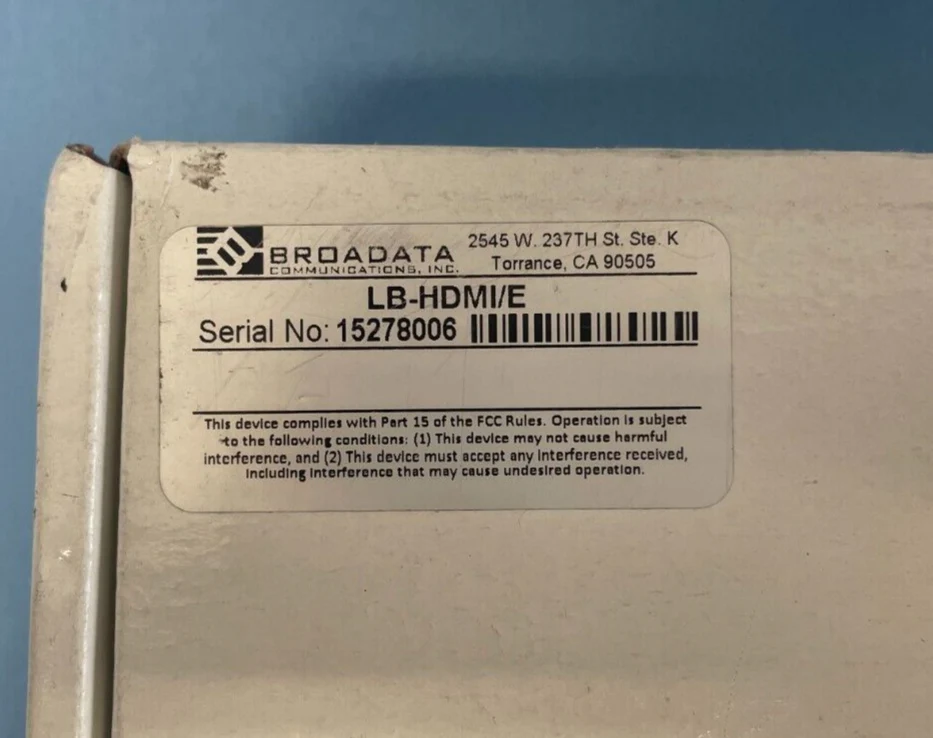 BROADATA
COMMUNICATIONS, INC.
2545 W. 237TH St. Ste. K
Torrance, CA 90505
LB-HDMI/E
Serial No: 15278006
This device complies with Part 15 of the FCC Rules. Operation is subject
to the following conditions: (1) This device may not cause harmful
interference, and (2) This device must accept any interference received,
including interference that may cause undesired operation.